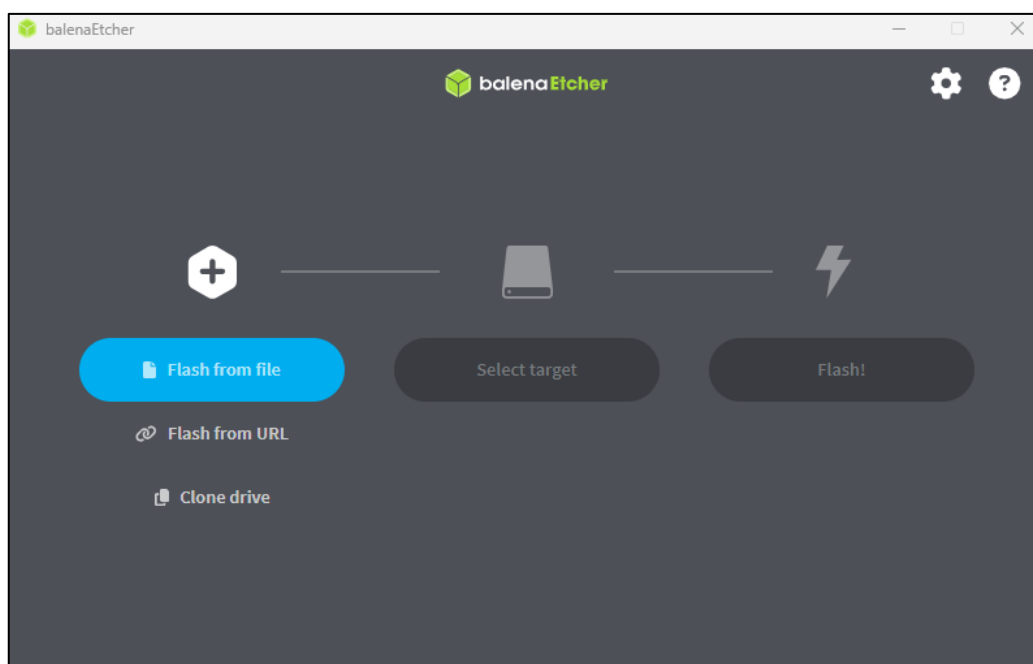 balenaEtcher
balenaEtcher
?
Flash from file
Select target
Flash!
Flash from URL
Clone drive